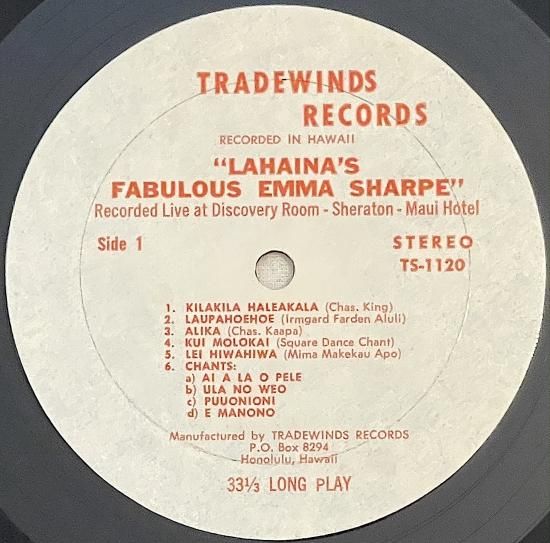 TRADEWINDS
RECORDS
RECORDED IN HAWAII
"LAHAINA'S
FABULOUS EMMA SHARPE"
Recorded Live at Discovery Room - Sheraton - Maui Hotel
Side 1
STEREO
TS-1120
1. KILAKILA HALEAKALA (Chas. King)
2. LAUPAHOEHOE (Irmgard Farden Aluli)
3. ALIKA (Chas. Kaapa)
4. KUI MOLOKAI (Square Dance Chant)
5. LEI HIWAHIWA (Mima Makekau Apo)
6. CHANTS:
a) AI A LA O PELE
b) ULA NO WEO
c) PUUONIONI
d) E MANONO
Manufactured by TRADEWINDS RECORDS
P.O. Box 8294
Honolulu, Hawaii
33⅓ LONG PLAY